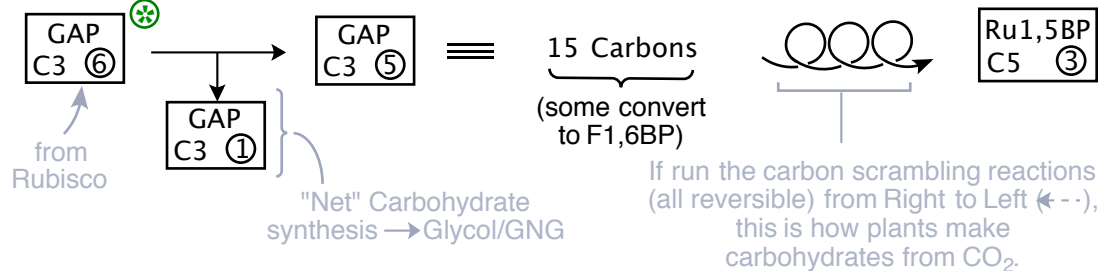 GAP
C3 6
GAP
C3 5
15 Carbons
Ru1,5BP
C5 3
GAP
C3 1
(some convert
to F1,6BP)
from
Rubisco
"Net" Carbohydrate
synthesis → Glycol/GNG
If run the carbon scrambling reactions
(all reversible) from Right to Left (←--),
this is how plants make
carbohydrates from CO₂.